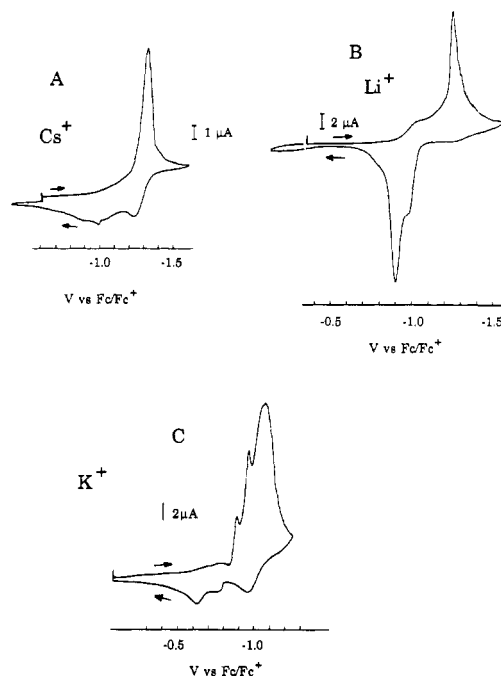 A
Cs+
1 μA
-1.0 -1.5
V vs Fc/Fc+
B
Li+
2 μA
-0.5 -1.0 -1.5
V vs Fc/Fc+
C
K+
2μA
-0.5 -1.0
V vs Fc/Fc+